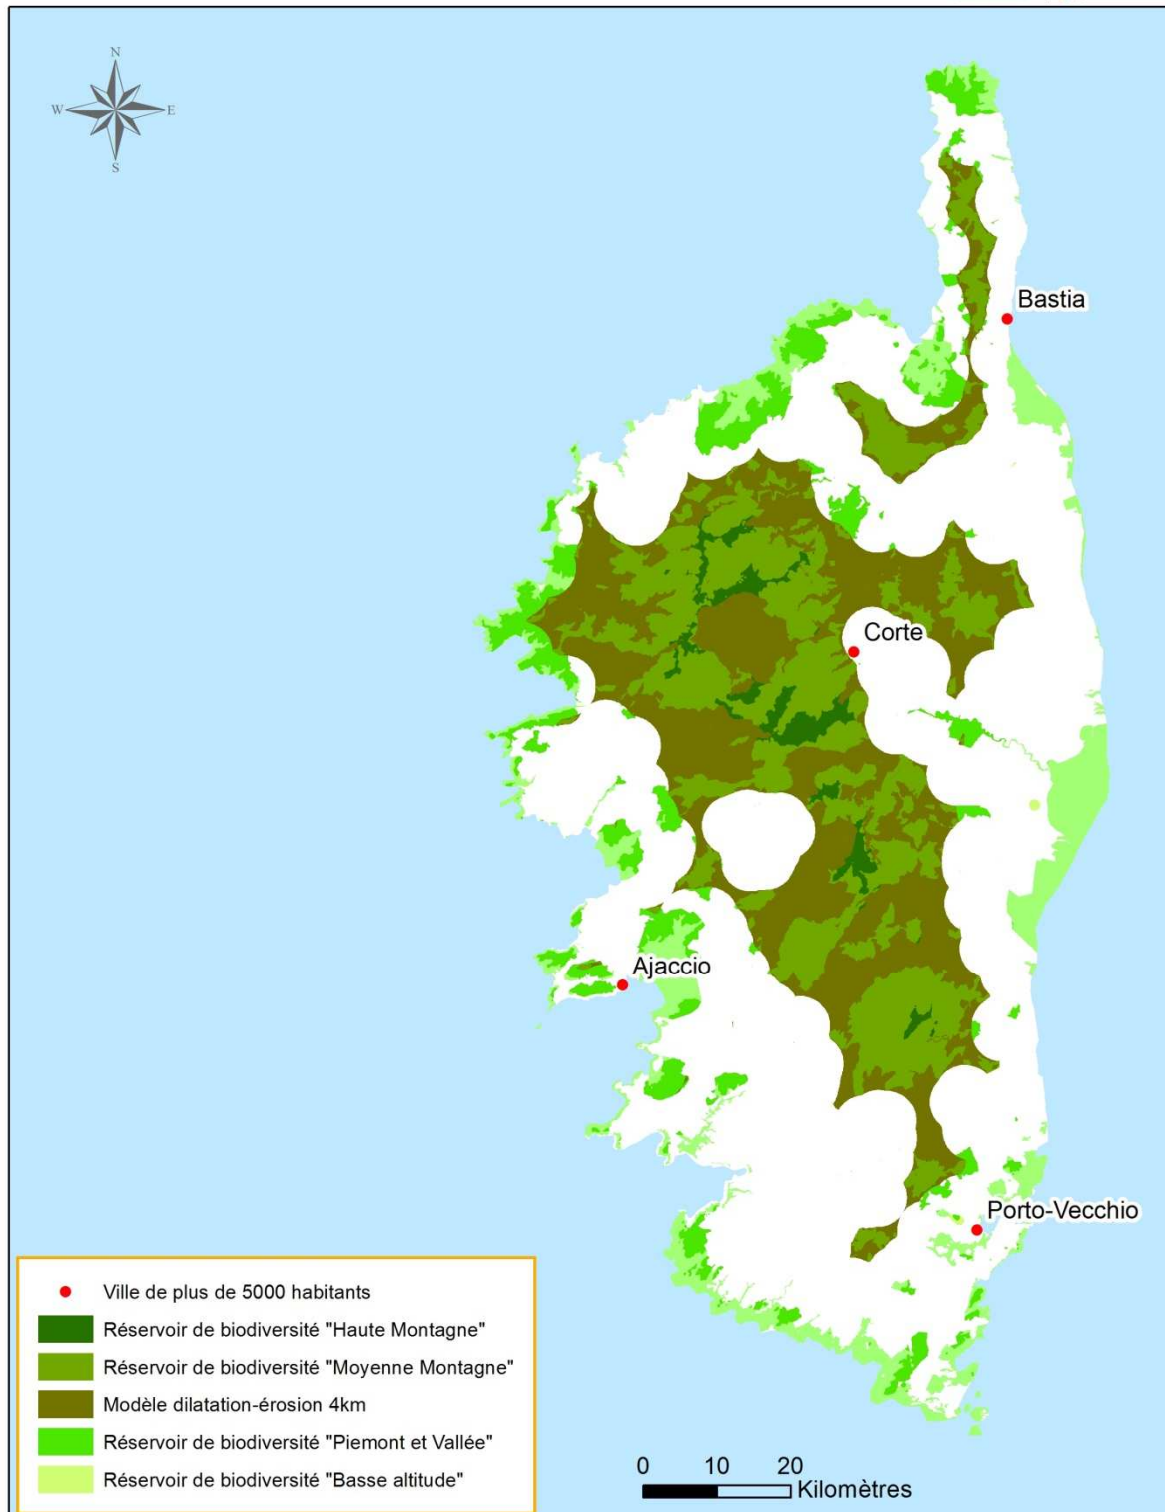 N
W E
S
Bastia
Corte
Ajaccio
Porto-Vecchio
Ville de plus de 5000 habitants
Réservoir de biodiversité "Haute Montagne"
Réservoir de biodiversité "Moyenne Montagne"
Modèle dilatation-érosion 4km
Réservoir de biodiversité "Piemont et Vallée"
Réservoir de biodiversité "Basse altitude"
0 10 20
Kilomètres